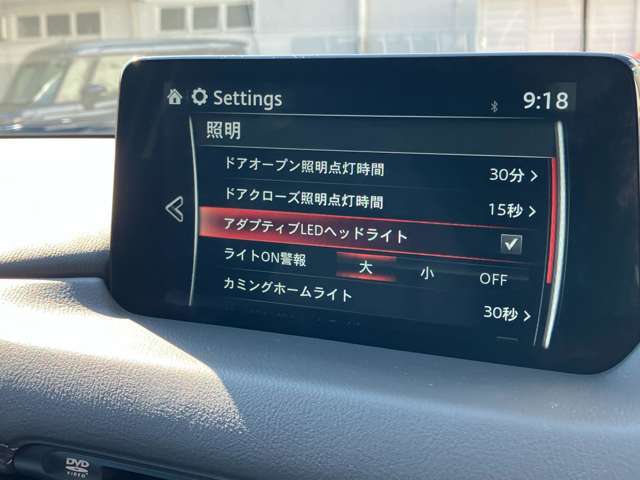 Settings 9:18
照明
ドアオープン照明点灯時間 30分
ドアクローズ照明点灯時間 15秒
アダプティブLEDヘッドライト
ライトON警報 大 小 OFF
カミングホームライト 30秒
DVD
VIDEO